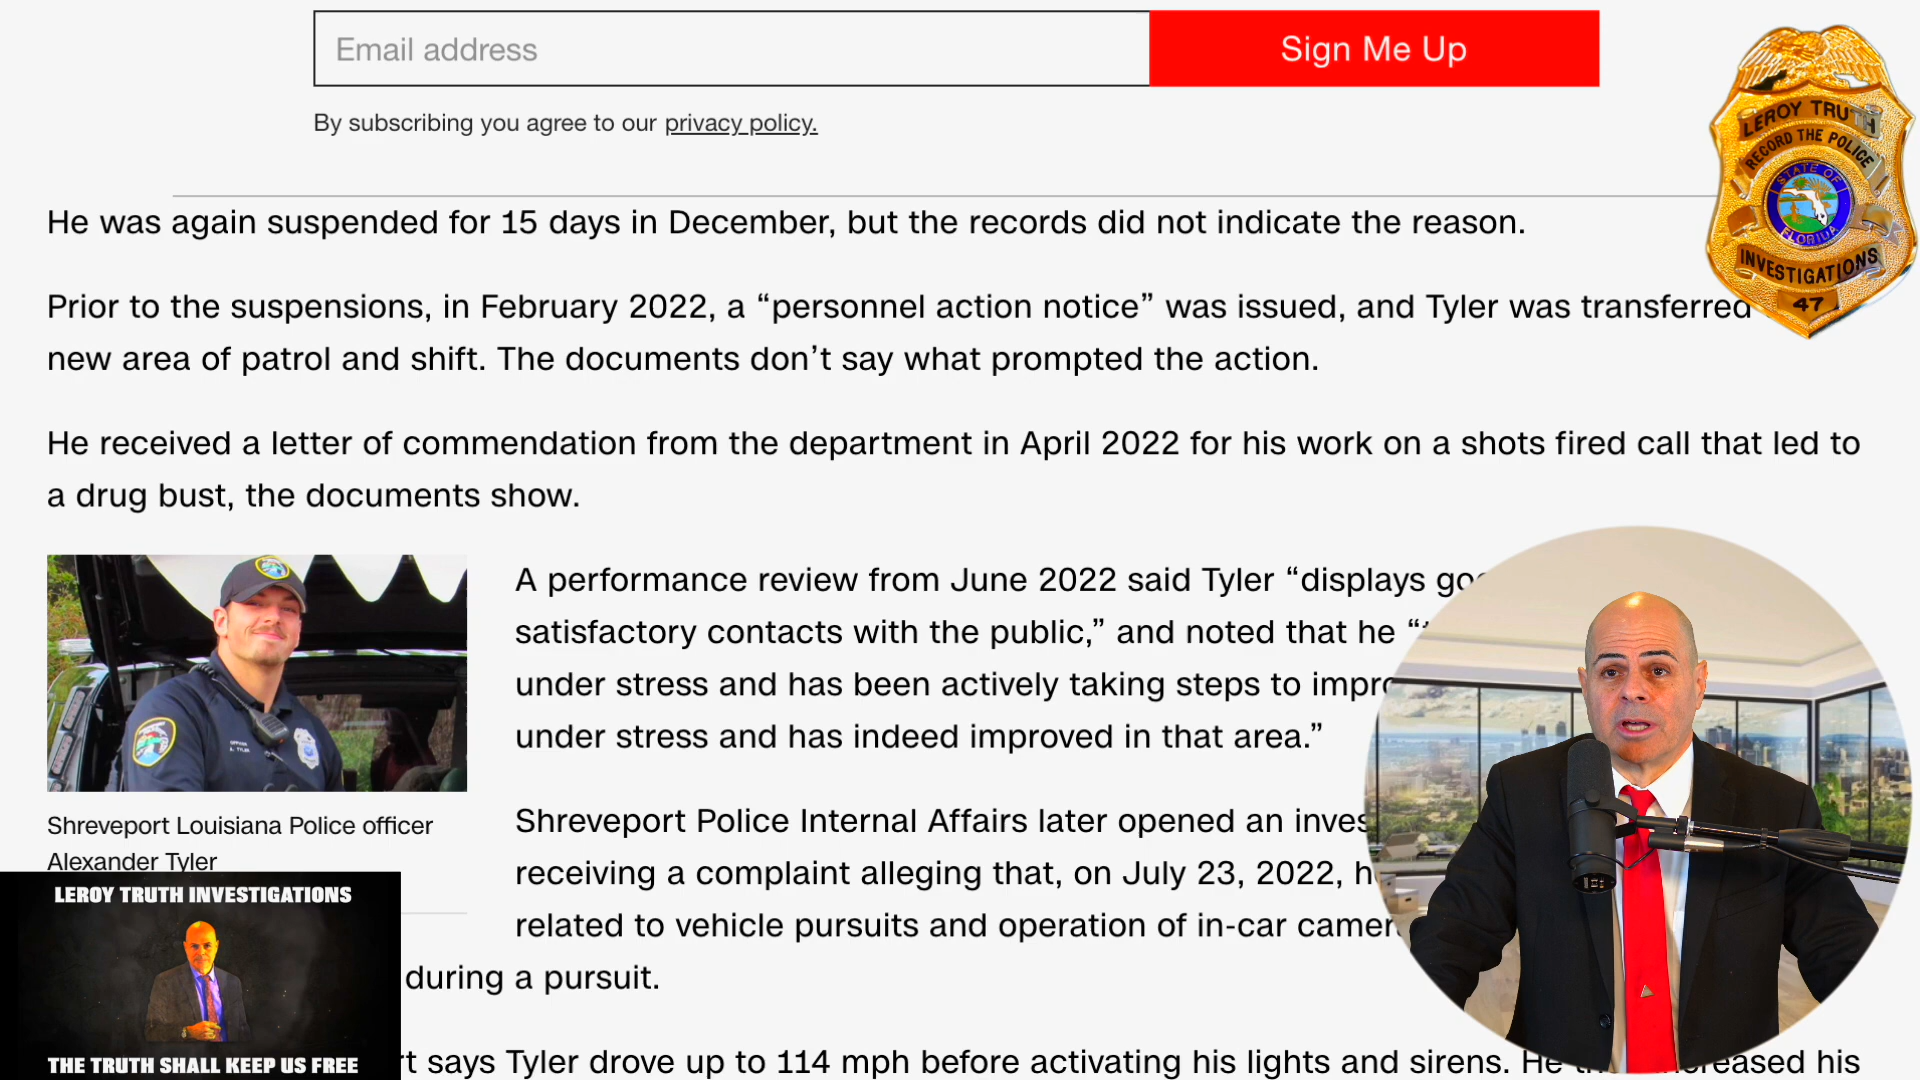 Email address
Sign Me Up
By subscribing you agree to our privacy policy.
LEROY TRUTH
RECORD THE POLICE
STATE OF
FLORIDA
INVESTIGATIONS
47
He was again suspended for 15 days in December, but the records did not indicate the reason.
Prior to the suspensions, in February 2022, a “personnel action notice” was issued, and Tyler was transferred
new area of patrol and shift. The documents don’t say what prompted the action.
He received a letter of commendation from the department in April 2022 for his work on a shots fired call that led to
a drug bust, the documents show.
A performance review from June 2022 said Tyler “displays
satisfactory contacts with the public,” and noted that he
under stress and has been actively taking steps to
under stress and has indeed improved in that area.”
Shreveport Louisiana Police officer
Alexander Tyler
Shreveport Police Internal Affairs later opened an
receiving a complaint alleging that, on July 23, 2022,
related to vehicle pursuits and operation of in-car
during a pursuit.
says Tyler drove up to 114 mph before activating his lights and sirens. He his
LEROY TRUTH INVESTIGATIONS
THE TRUTH SHALL KEEP US FREE